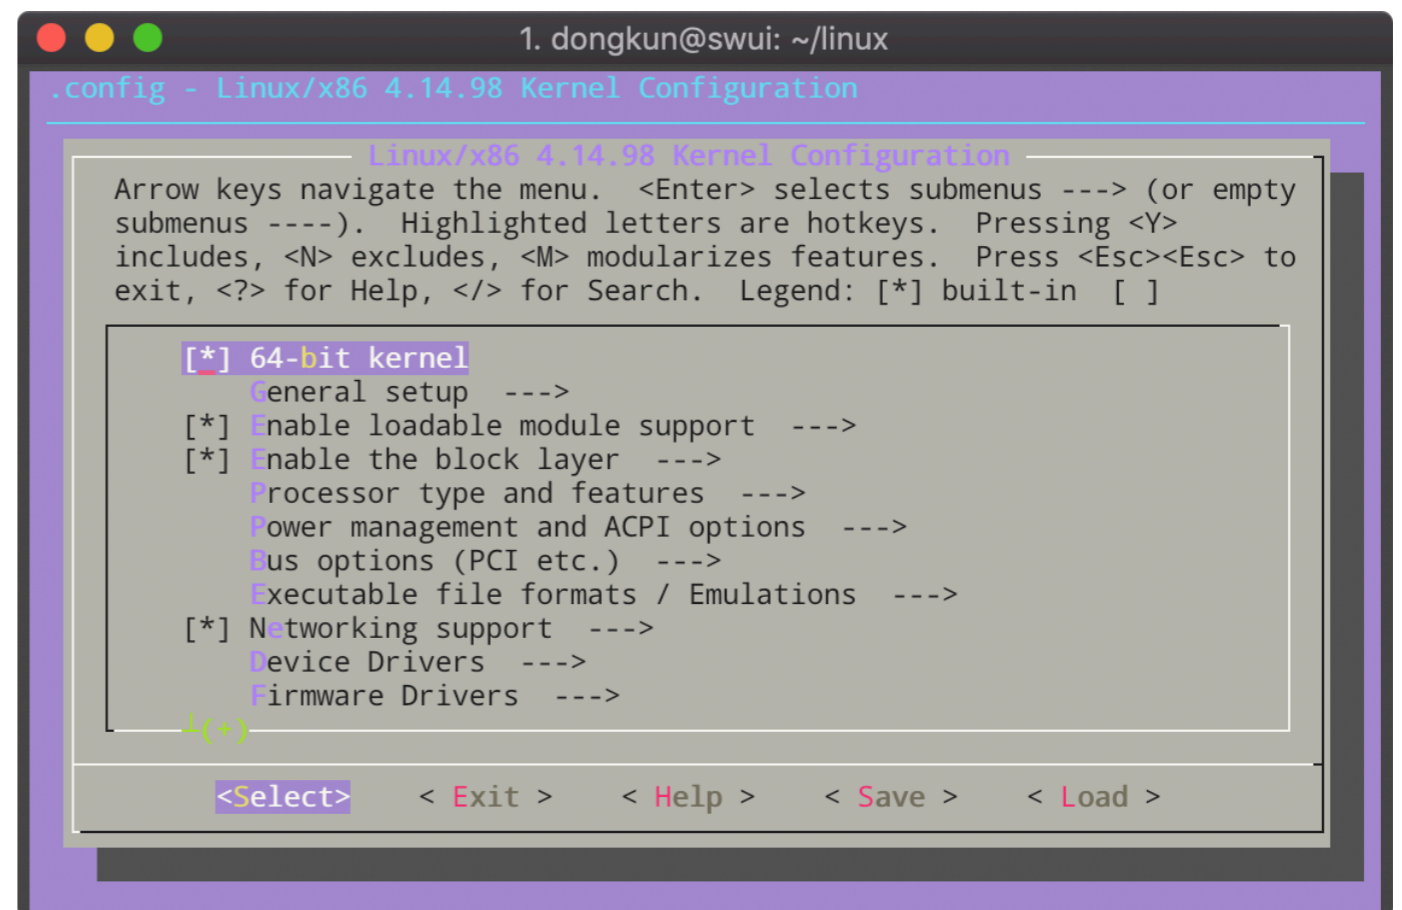 1. dongkun@swui: ~/linux
.config - Linux/x86 4.14.98 Kernel Configuration
Linux/x86 4.14.98 Kernel Configuration
Arrow keys navigate the menu.  <Enter> selects submenus ---> (or empty
submenus ----).  Highlighted letters are hotkeys.  Pressing <Y>
includes, <N> excludes, <M> modularizes features.  Press <Esc><Esc> to
exit, <?> for Help, </> for Search.  Legend: [*] built-in  [ ]
[*] 64-bit kernel
General setup  --->
[*] Enable loadable module support  --->
[*] Enable the block layer  --->
Processor type and features  --->
Power management and ACPI options  --->
Bus options (PCI etc.)  --->
Executable file formats / Emulations  --->
[*] Networking support  --->
Device Drivers  --->
Firmware Drivers  --->
┴(+)
<Select>    < Exit >    < Help >    < Save >    < Load >